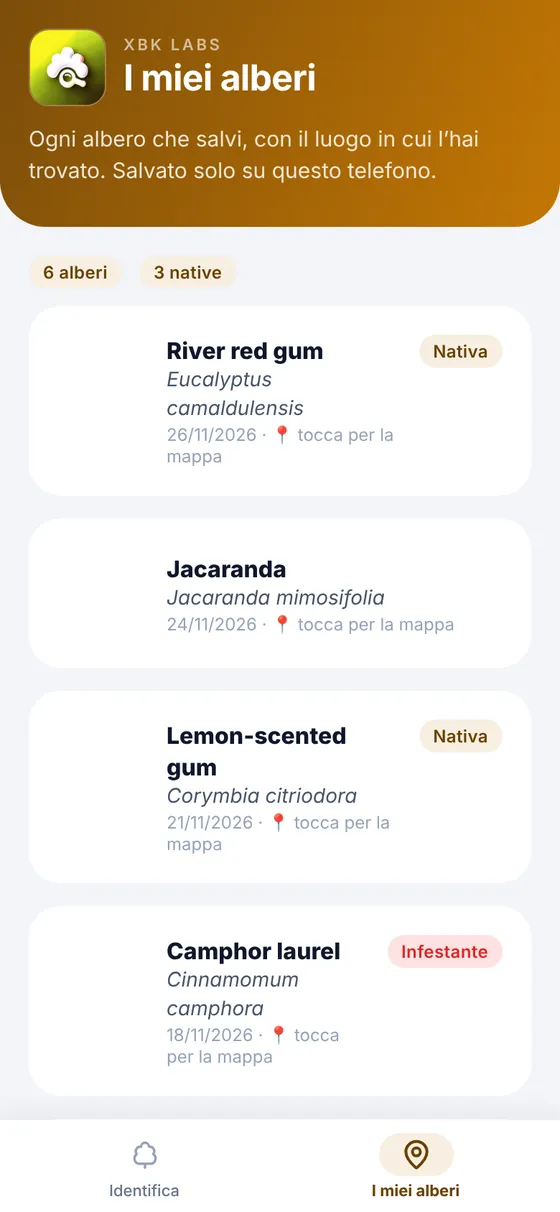 XBK LABS
I miei alberi
Ogni albero che salvi, con il luogo in cui l’hai
trovato. Salvato solo su questo telefono.
6 alberi
3 native
River red gum
Nativa
Eucalyptus
camaldulensis
26/11/2026 · 📍 tocca per la
mappa
Jacaranda
Jacaranda mimosifolia
24/11/2026 · 📍 tocca per la mappa
Lemon-scented
gum
Nativa
Corymbia citriodora
21/11/2026 · 📍 tocca per la
mappa
Camphor laurel
Infestante
Cinnamomum
camphora
18/11/2026 · 📍 tocca
per la mappa
Identifica
I miei alberi